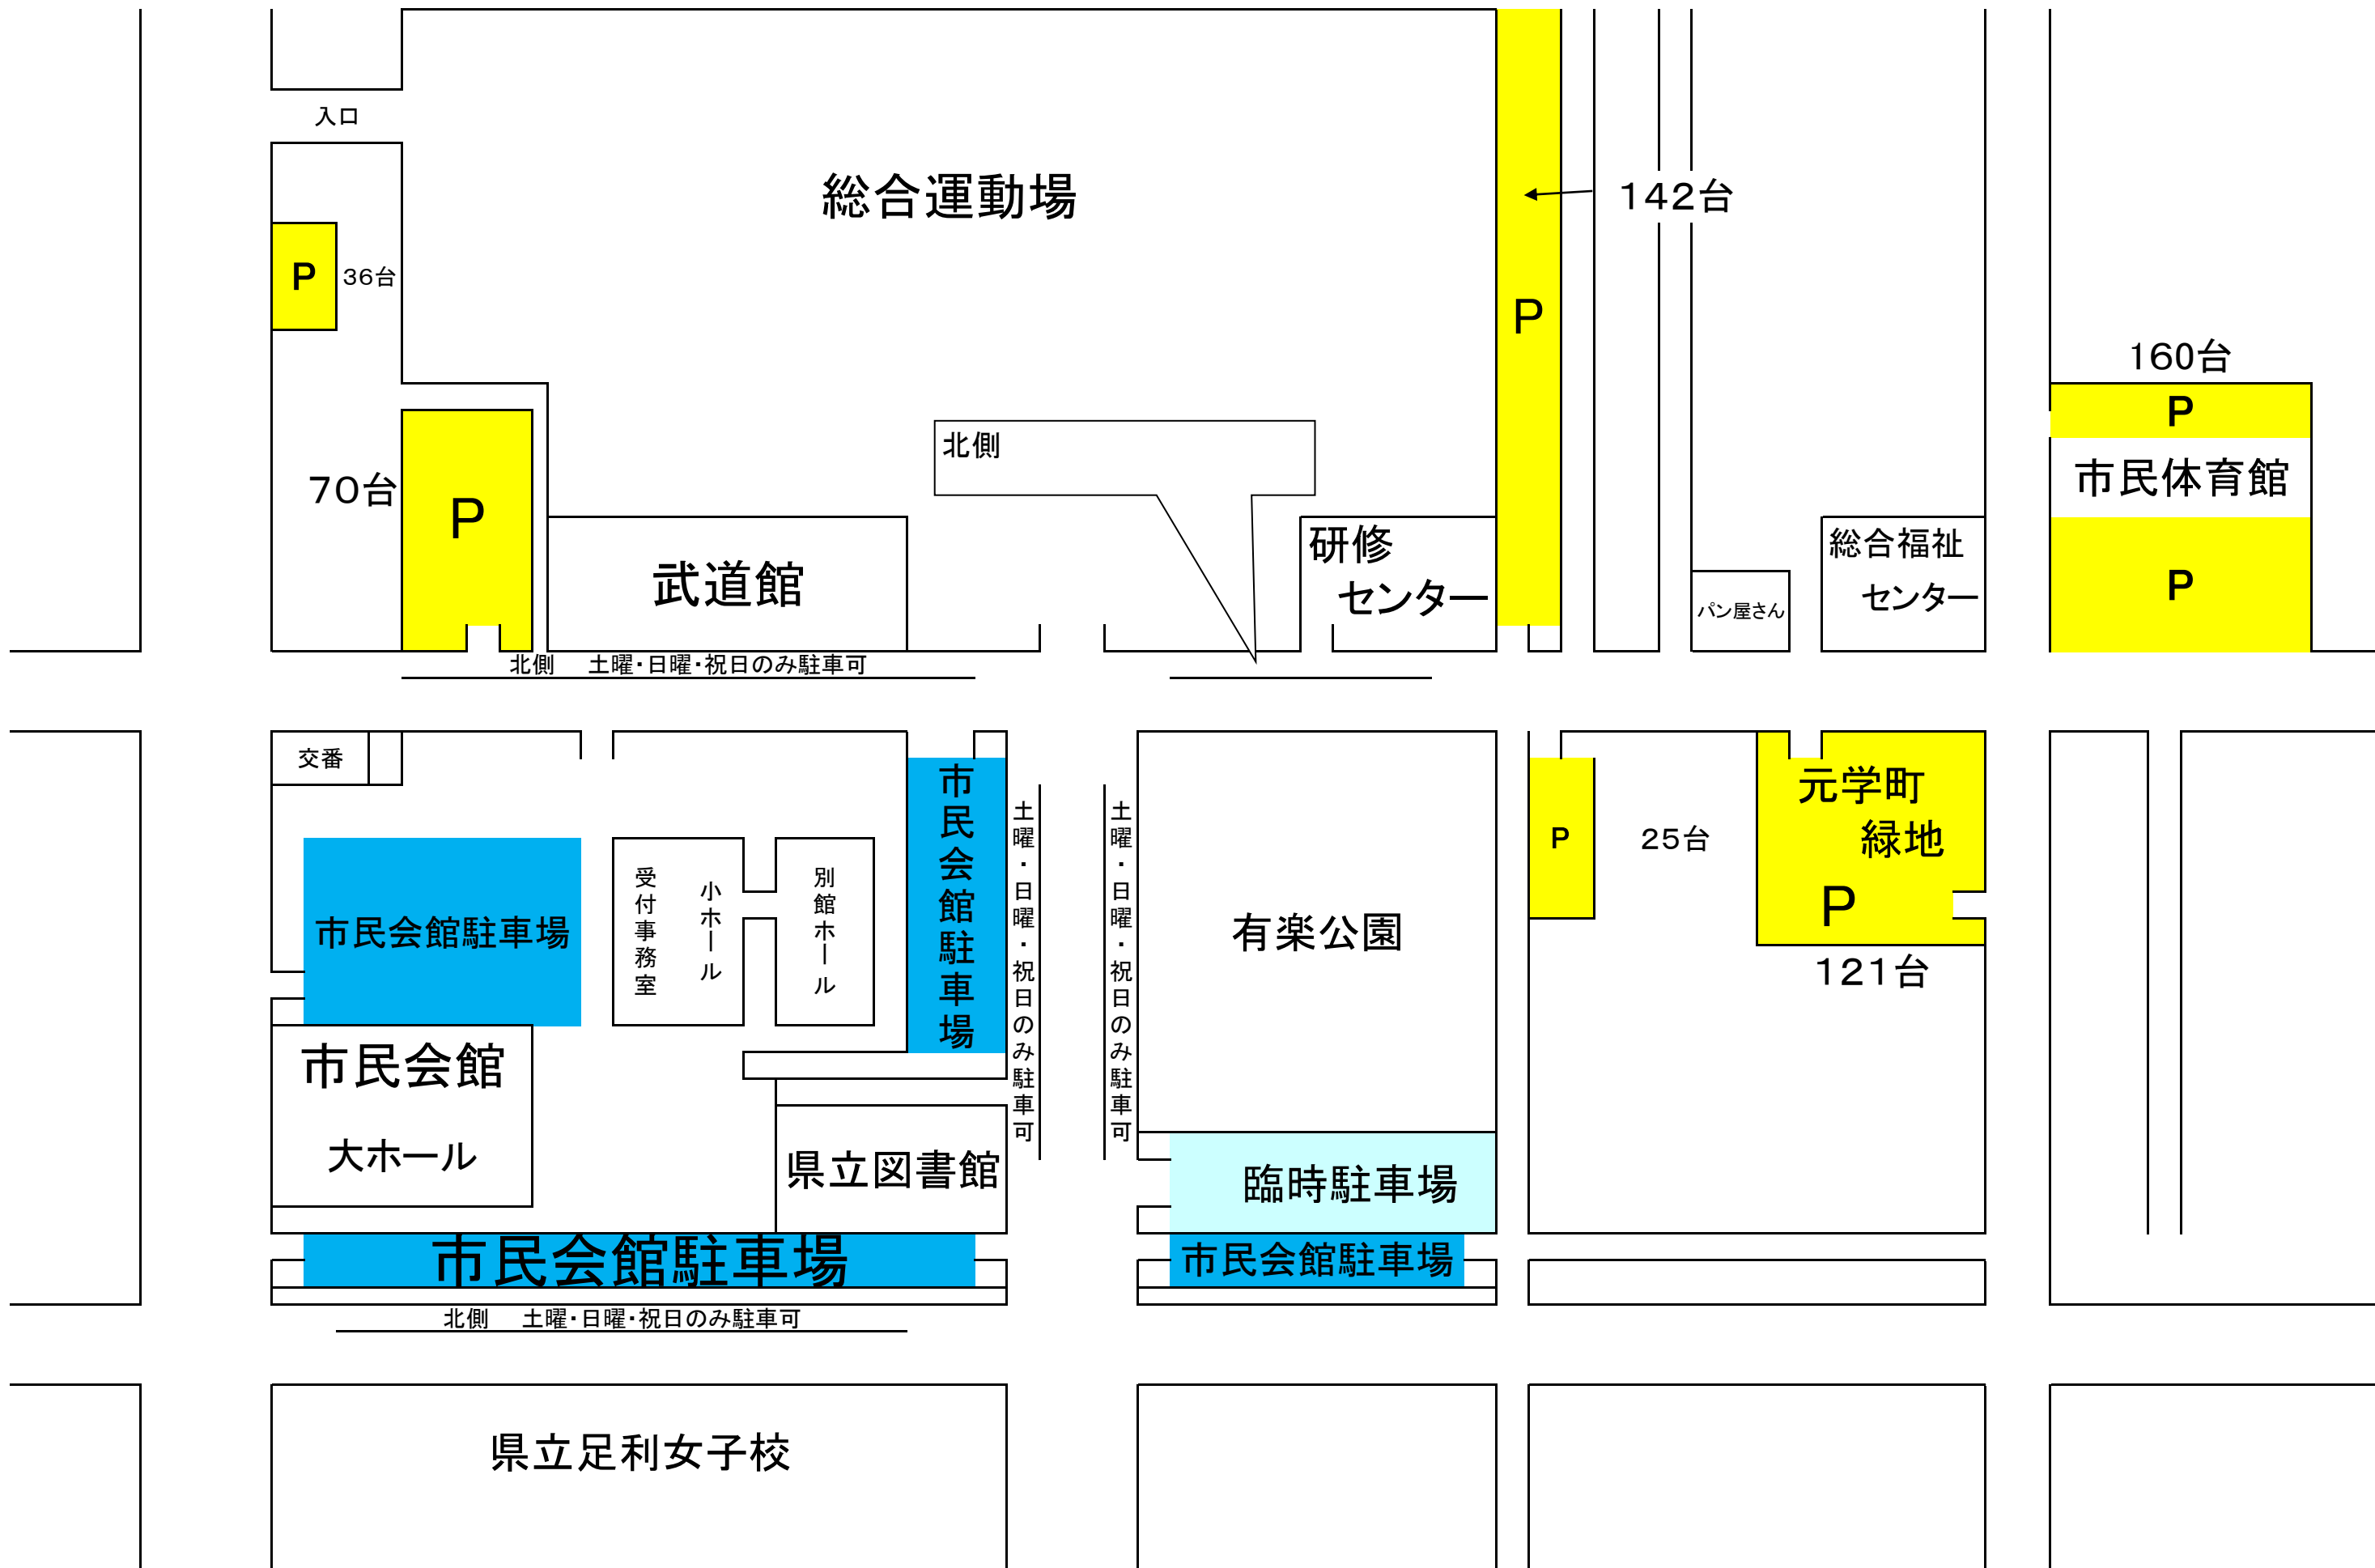 入口
総合運動場
142台
P
36台
P
160台
P
北側
70台
P
市民体育館
研修
センター
総合福祉
センター
武道館
パン屋さん
P
北側 土曜・日曜・祝日のみ駐車可
交番
市民会館駐車場
元学町
緑地
P
121台
土曜・日曜・祝日のみ駐車可
土曜・日曜・祝日のみ駐車可
P
25台
受付事務室
小ホール
別館ホール
市民会館駐車場
有楽公園
市民会館
大ホール
県立図書館
臨時駐車場
市民会館駐車場
市民会館駐車場
北側 土曜・日曜・祝日のみ駐車可
県立足利女子校